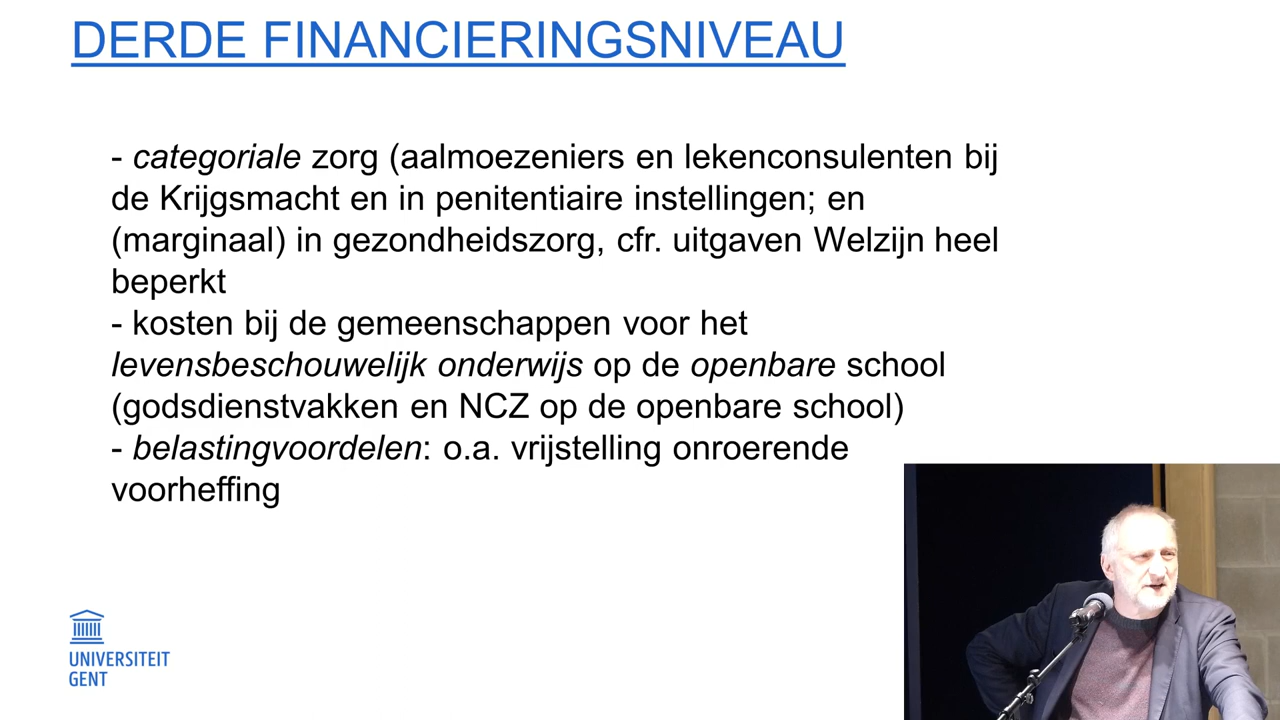 DERDE FINANCIERINGSNIVEAU
- categoriale zorg (aalmoezeniers en lekenconsulenten bij
de Krijgsmacht en in penitentiaire instellingen; en
(marginaal) in gezondheidszorg, cfr. uitgaven Welzijn heel
beperkt
- kosten bij de gemeenschappen voor het
levensbeschouwelijk onderwijs op de openbare school
(godsdienstvakken en NCZ op de openbare school)
- belastingvoordelen: o.a. vrijstelling onroerende
voorheffing
UNIVERSITEIT
GENT